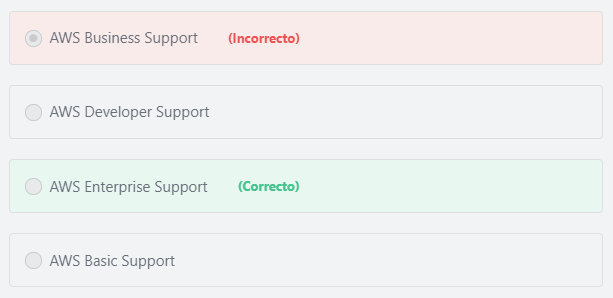 AWS Business Support (Incorrecto)
AWS Developer Support
AWS Enterprise Support (Correcto)
AWS Basic Support